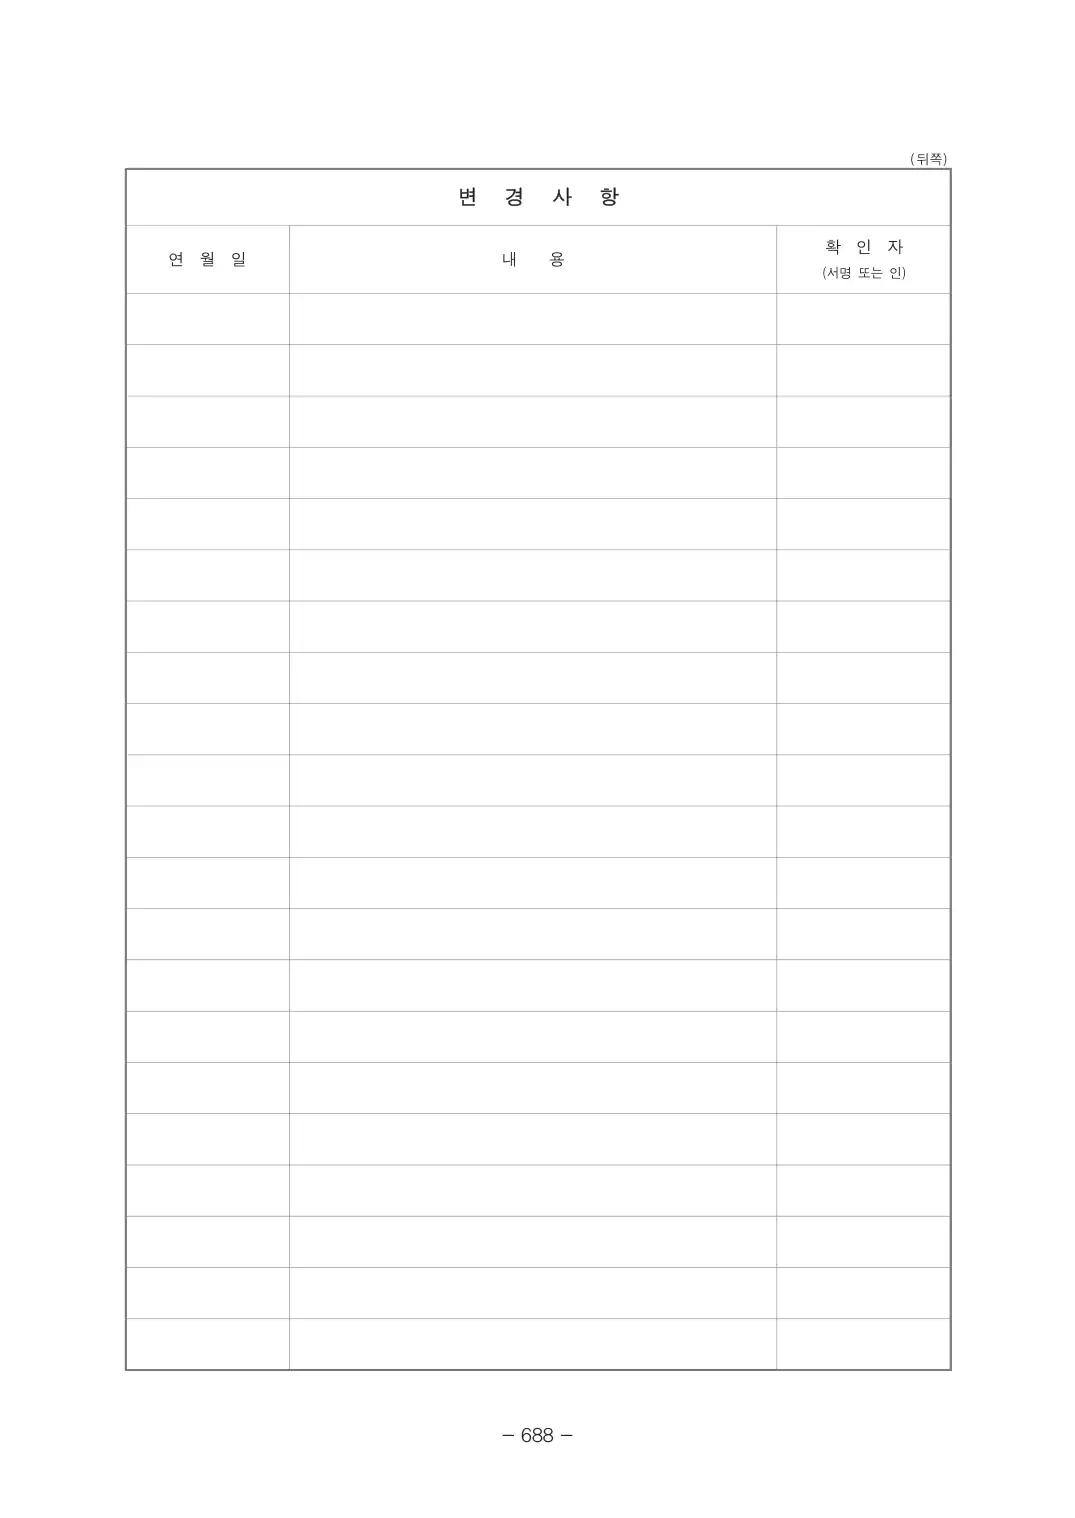 (뒤쪽)
변 경 사 항
연 월 일
내 용
확 인 자
(서명 또는 인)
– 688 –